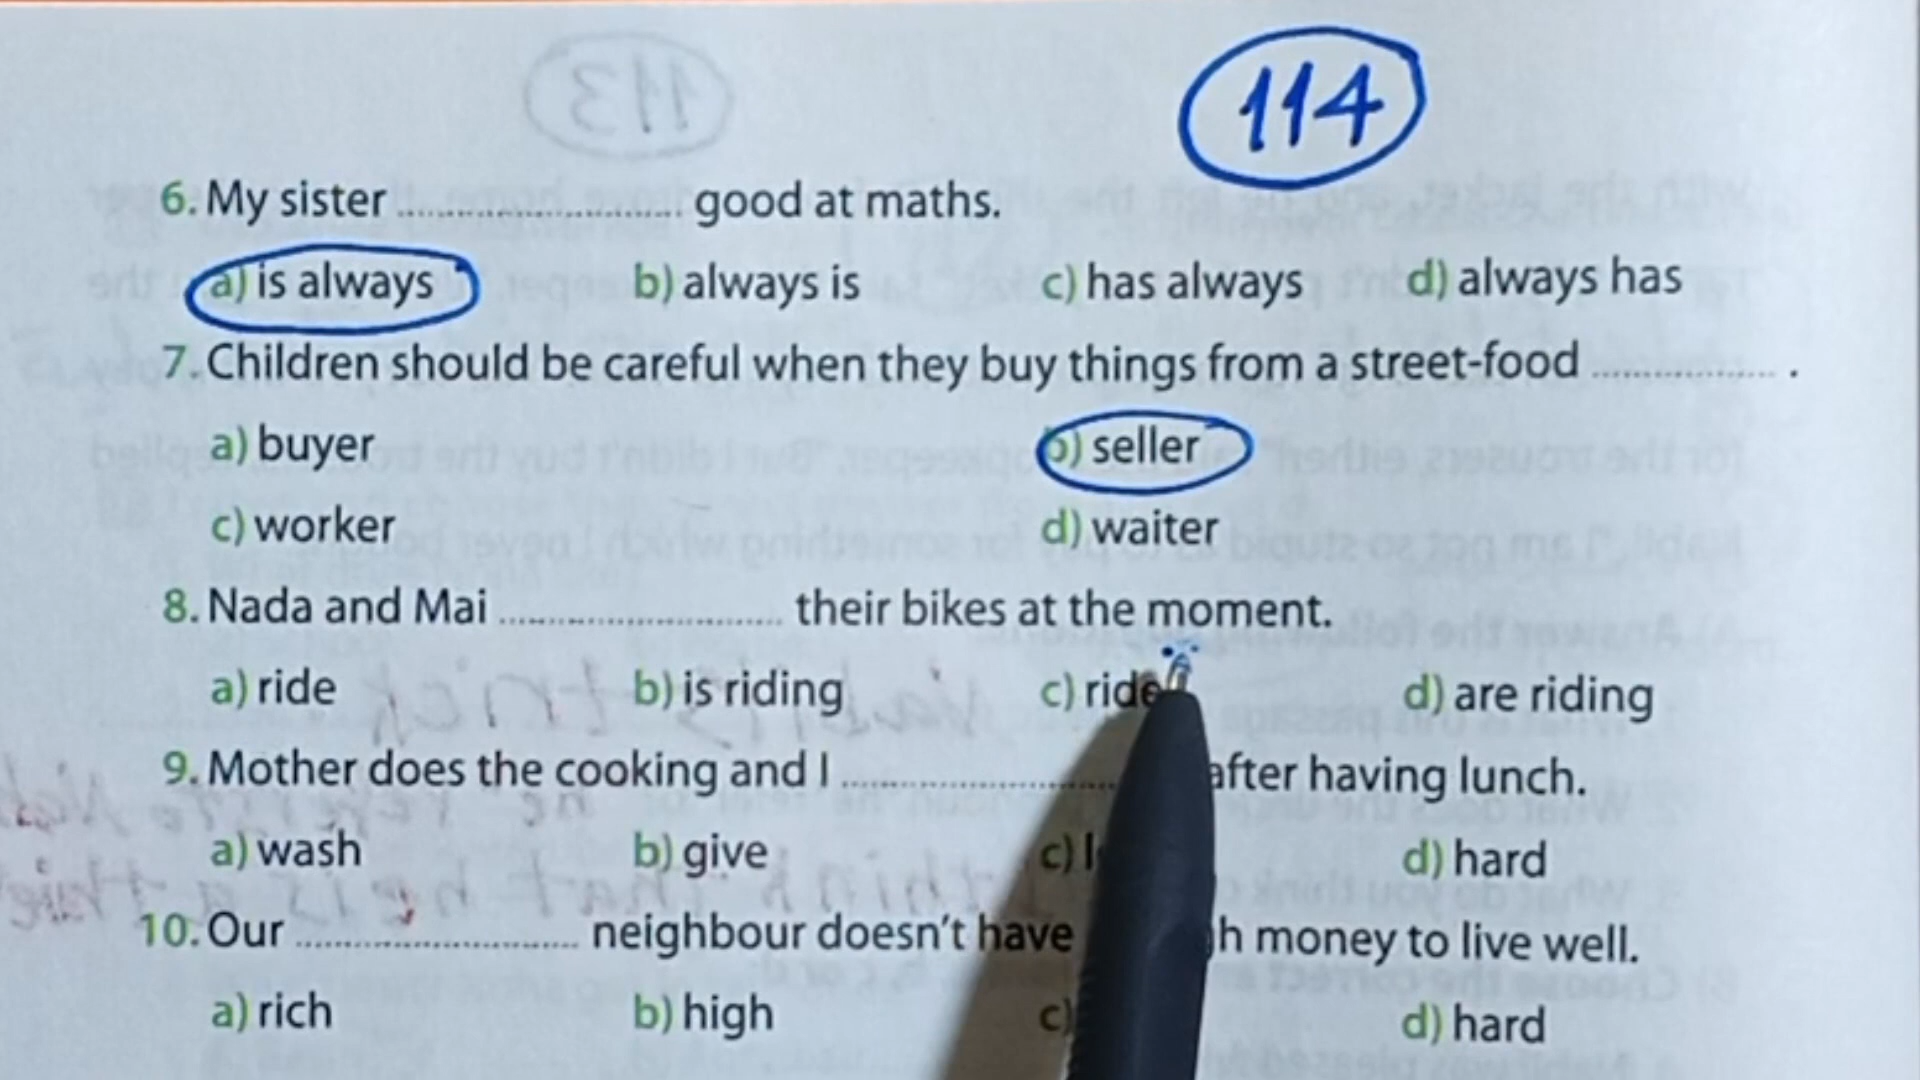 114
6. My sister ........................ good at maths.
a) is always b) always is c) has always d) always has
7. Children should be careful when they buy things from a street-food ................ .
a) buyer b) seller
c) worker d) waiter
8. Nada and Mai ........................ their bikes at the moment.
a) ride b) is riding c) d) are riding
9. Mother does the cooking and I ........................ after having lunch.
a) wash b) give c) d) hard
10. Our ........................ neighbour doesn't have money to live well.
a) rich b) high c) d) hard